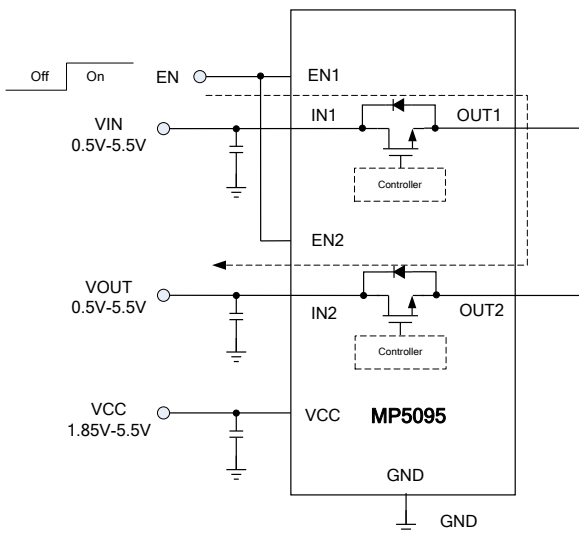 Off
On
EN
EN1
VIN
0.5V-5.5V
IN1
OUT1
Controller
EN2
VOUT
0.5V-5.5V
IN2
OUT2
Controller
VCC
1.85V-5.5V
VCC
MP5095
GND
GND